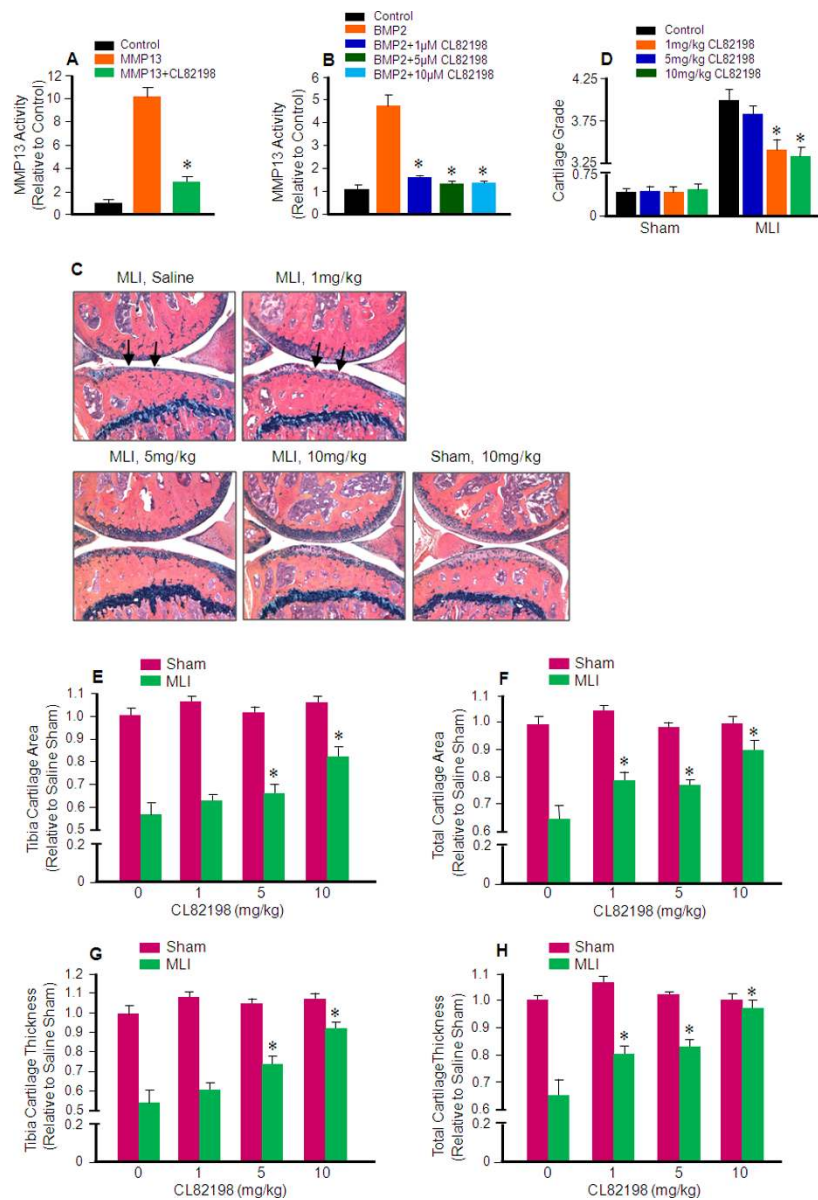 A
Control
MMP13
MMP13+CL82198
MMP13 Activity
(Relative to Control)
12
10
8
6
4
2
0
*
B
Control
BMP2
BMP2+1µM CL82198
BMP2+5µM CL82198
BMP2+10µM CL82198
MMP13 Activity
(Relative to Control)
6
5
4
3
2
1
0
* * *
D
Control
1mg/kg CL82198
5mg/kg CL82198
10mg/kg CL82198
Cartilage Grade
4.25
3.75
3.25
0.75
0
* *
Sham MLI
C
MLI, Saline MLI, 1mg/kg
MLI, 5mg/kg MLI, 10mg/kg Sham, 10mg/kg
E
Sham
MLI
Tibia Cartilage Area
(Relative to Saline Sham)
1.1
1.0
0.9
0.8
0.7
0.6
0.5
0.2
0
* *
0 1 5 10
CL82198 (mg/kg)
F
Sham
MLI
Total Cartilage Area
(Relative to Saline Sham)
1.1
1.0
0.9
0.8
0.7
0.6
0.2
0
* * *
0 1 5 10
CL82198 (mg/kg)
G
Sham
MLI
Tibia Cartilage Thickness
(Relative to Saline Sham)
1.2
1.1
1.0
0.9
0.8
0.7
0.6
0.5
0.2
0
* *
0 1 5 10
CL82198 (mg/kg)
H
Sham
MLI
Total CartilageThickness
(Relative to Saline Sham)
1.1
1.0
0.9
0.8
0.7
0.6
0.2
0
* * *
0 1 5 10
CL82198 (mg/kg)